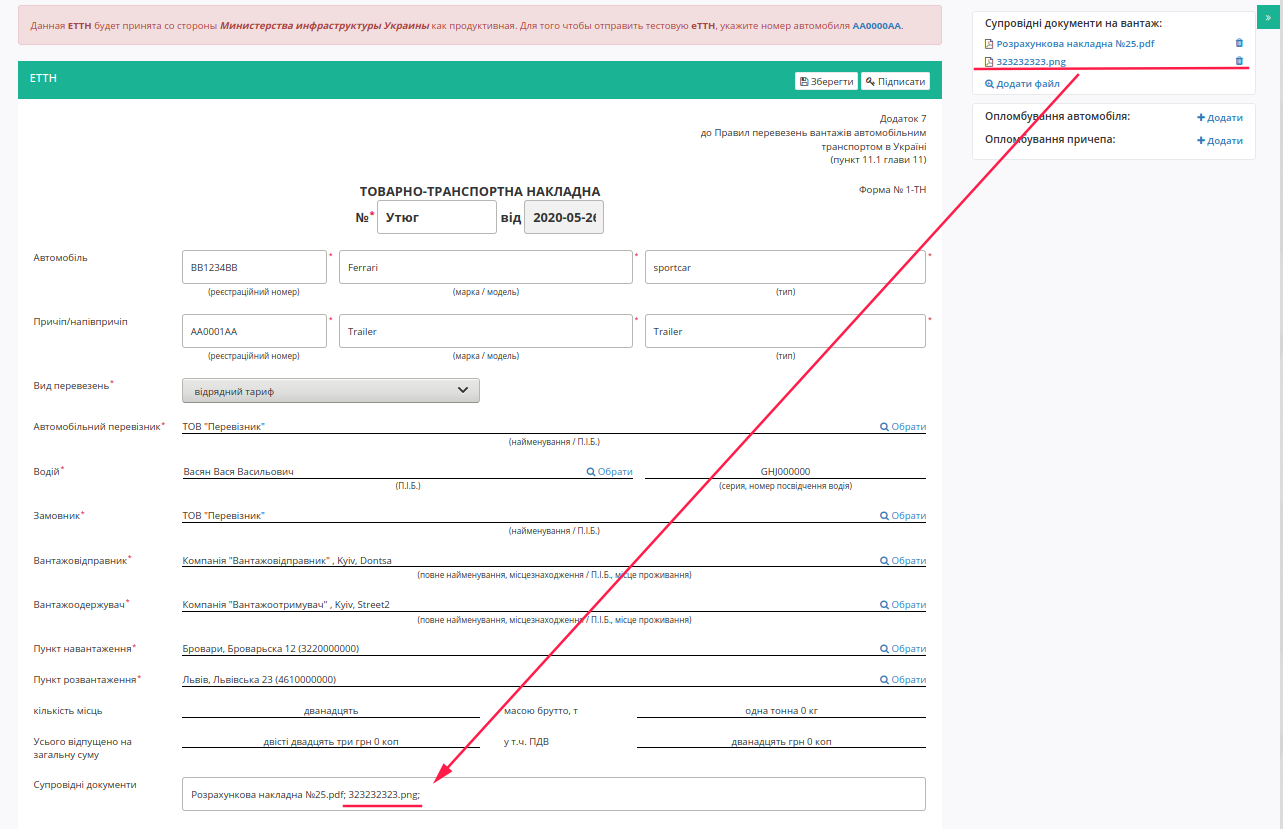 Данная ЕТТН будет принята со стороны Министерства инфраструктуры Украины как продуктивная. Для того чтобы отправить тестовую еТТН, укажите номер автомобиля АА0000АА.
ЕТТН
Зберегти Підписати
Додаток 7
до Правил перевезень вантажів автомобільним
транспортом в Україні
(пункт 11.1 глави 11)
ТОВАРНО-ТРАНСПОРТНА НАКЛАДНА
Форма № 1-ТН
№* Утюг від 2020-05-26
Автомобіль
BB1234BB * Ferrari * sportcar *
(реєстраційний номер) (марка / модель) (тип)
Причіп/напівпричіп
AA0001AA * Trailer * Trailer *
(реєстраційний номер) (марка / модель) (тип)
Вид перевезень* відрядний тариф
Автомобільний перевізник* ТОВ "Перевізник" Обрати
(найменування / П.І.Б.)
Водій* Васян Вася Васильович Обрати GHJ000000
(П.І.Б.) (серия, номер посвідчення водія)
Замовник* ТОВ "Перевізник" Обрати
(найменування / П.І.Б.)
Вантажовідправник* Компанія "Вантажовідправник" , Kyiv, Dontsa Обрати
(повне найменування, місцезнаходження / П.І.Б., місце проживання)
Вантажоодержувач* Компанія "Вантажоотримувач" , Kyiv, Street2 Обрати
(повне найменування, місцезнаходження / П.І.Б., місце проживання)
Пункт навантаження* Бровари, Броварьска 12 (3220000000) Обрати
Пункт розвантаження* Львів, Львівська 23 (4610000000) Обрати
кількість місць дванадцять масою брутто, т одна тонна 0 кг
Усього відпущено на
загальну суму двісті двадцять три грн 0 коп у т.ч. ПДВ дванадцять грн 0 коп
Супровідні документи
Розрахункова накладна №25.pdf; 323232323.png;
Супровідні документи на вантаж:
»
Розрахункова накладна №25.pdf
323232323.png
Додати файл
Опломбування автомобіля: + Додати
Опломбування причепа: + Додати